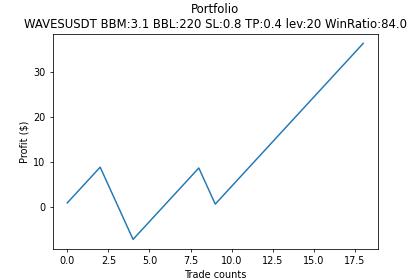 Portfolio
WAVESUSDT BBM:3.1 BBL:220 SL:0.8 TP:0.4 lev:20 WinRatio:84.0
30
20
10
0
Profit ($)
0.0 2.5 5.0 7.5 10.0 12.5 15.0 17.5
Trade counts